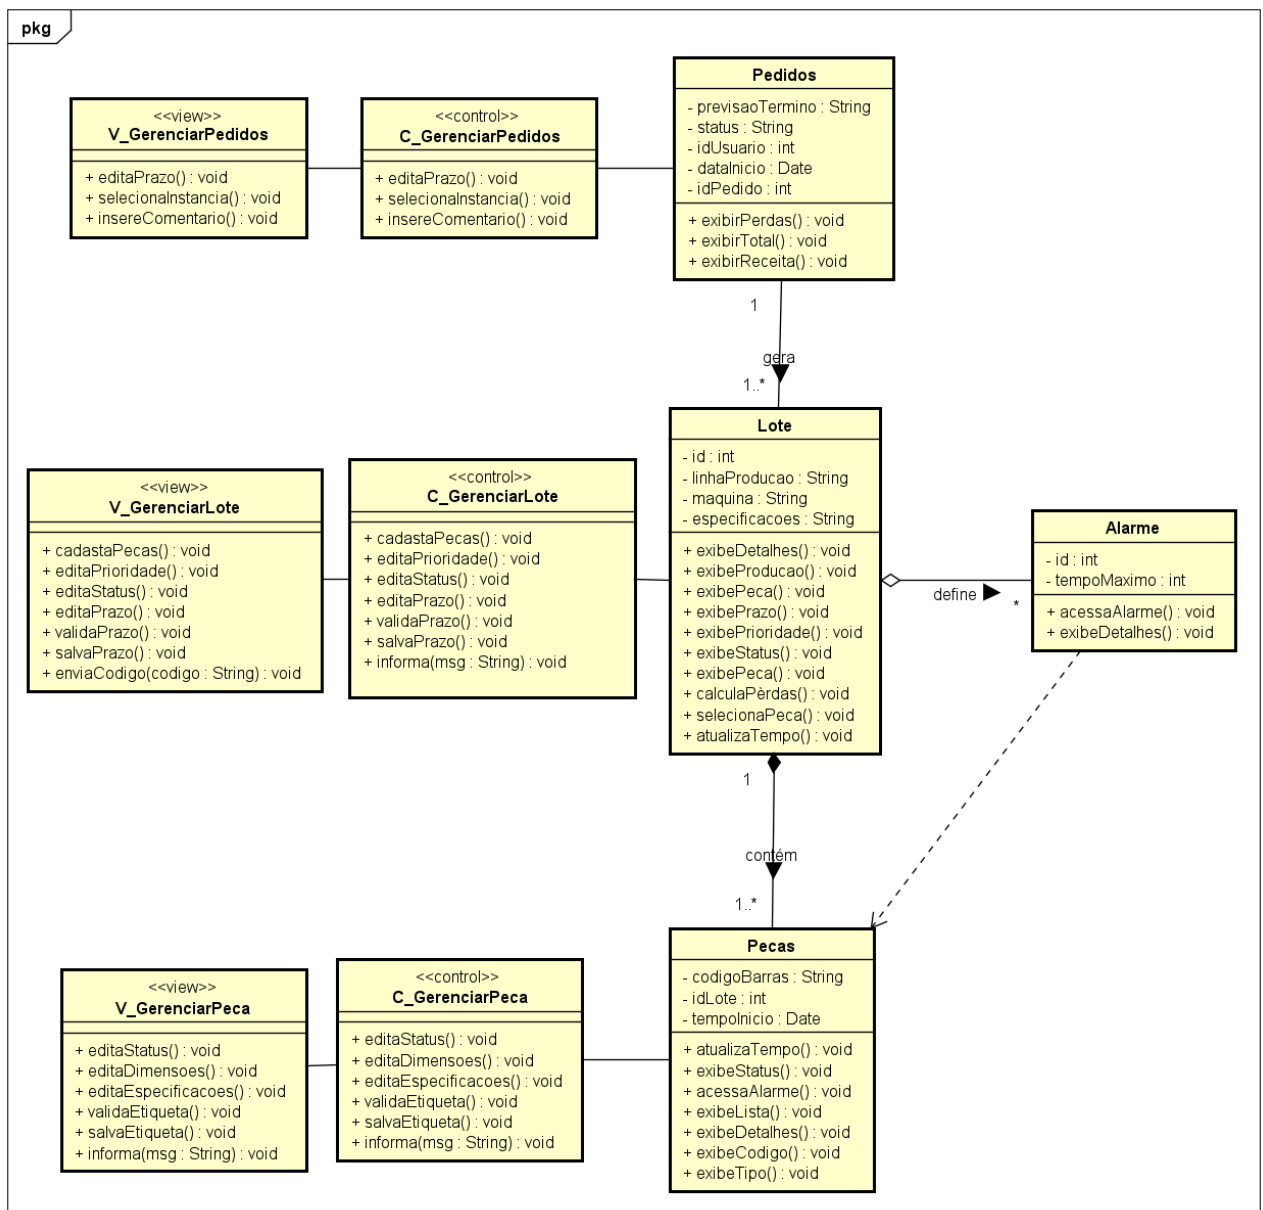 pkg
<<view>>
V_GerenciarPedidos
+ editaPrazo() : void
+ selecionaInstancia() : void
+ insereComentario() : void
<<control>>
C_GerenciarPedidos
+ editaPrazo() : void
+ selecionaInstancia() : void
+ insereComentario() : void
Pedidos
- previsaoTermino : String
- status : String
- idUsuario : int
- dataInicio : Date
- idPedido : int
+ exibirPerdas() : void
+ exibirTotal() : void
+ exibirReceita() : void
1
gera
1..*
<<view>>
V_GerenciarLote
+ cadastaPecas() : void
+ editaPrioridade() : void
+ editaStatus() : void
+ editaPrazo() : void
+ validaPrazo() : void
+ salvaPrazo() : void
+ enviaCodigo(codigo : String) : void
<<control>>
C_GerenciarLote
+ cadastaPecas() : void
+ editaPrioridade() : void
+ editaStatus() : void
+ editaPrazo() : void
+ validaPrazo() : void
+ salvaPrazo() : void
+ informa(msg : String) : void
Lote
- id : int
- linhaProducao : String
- maquina : String
- especificacoes : String
+ exibeDetalhes() : void
+ exibeProducao() : void
+ exibePeca() : void
+ exibePrazo() : void
+ exibePrioridade() : void
+ exibeStatus() : void
+ exibePeca() : void
+ calculaPèrdas() : void
+ selecionaPeca() : void
+ atualizaTempo() : void
define
*
Alarme
- id : int
- tempoMaximo : int
+ acessaAlarme() : void
+ exibeDetalhes() : void
1
contém
1..*
<<view>>
V_GerenciarPeca
+ editaStatus() : void
+ editaDimensoes() : void
+ editaEspecificacoes() : void
+ validaEtiqueta() : void
+ salvaEtiqueta() : void
+ informa(msg : String) : void
<<control>>
C_GerenciarPeca
+ editaStatus() : void
+ editaDimensoes() : void
+ editaEspecificacoes() : void
+ validaEtiqueta() : void
+ salvaEtiqueta() : void
+ informa(msg : String) : void
Pecas
- codigoBarras : String
- idLote : int
- tempoInicio : Date
+ atualizaTempo() : void
+ exibeStatus() : void
+ acessaAlarme() : void
+ exibeLista() : void
+ exibeDetalhes() : void
+ exibeCodigo() : void
+ exibeTipo() : void